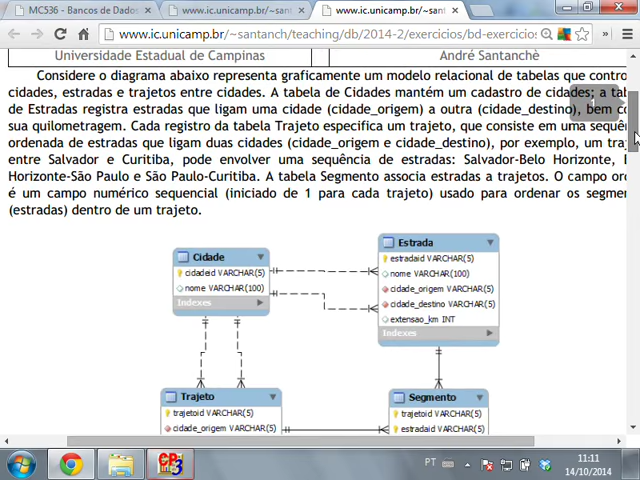 MC536 - Bancos de Dados
www.ic.unicamp.br/~santanch
www.ic.unicamp.br/~santanch
www.ic.unicamp.br/~santanch/teaching/db/2014-2/exercicios/bd-exercicios
Universidade Estadual de Campinas
André Santanchè
Considere o diagrama abaixo representa graficamente um modelo relacional de tabelas que contro
cidades, estradas e trajetos entre cidades. A tabela de Cidades mantém um cadastro de cidades; a tab
de Estradas registra estradas que ligam uma cidade (cidade_origem) a outra (cidade_destino), bem co
sua quilometragem. Cada registro da tabela Trajeto especifica um trajeto, que consiste em uma sequên
ordenada de estradas que ligam duas cidades (cidade_origem e cidade_destino), por exemplo, um traj
entre Salvador e Curitiba, pode envolver uma sequência de estradas: Salvador-Belo Horizonte, B
Horizonte-São Paulo e São Paulo-Curitiba. A tabela Segmento associa estradas a trajetos. O campo ord
é um campo numérico sequencial (iniciado de 1 para cada trajeto) usado para ordenar os segmen
(estradas) dentro de um trajeto.
1
Cidade
cidadeid VARCHAR(5)
nome VARCHAR(100)
Indexes
Estrada
estradaid VARCHAR(5)
nome VARCHAR(100)
cidade_origem VARCHAR(5)
cidade_destino VARCHAR(5)
extensao_km INT
Indexes
Trajeto
trajetoid VARCHAR(5)
cidade_origem VARCHAR(5)
Segmento
trajetoid VARCHAR(5)
estradaid VARCHAR(5)
PT
11:11
14/10/2014